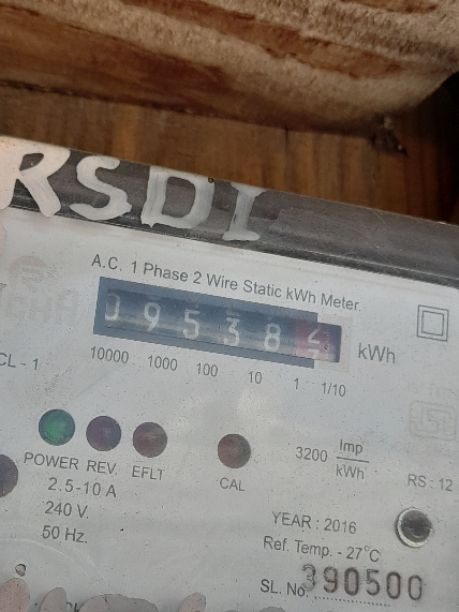 RSDI
A.C. 1 Phase 2 Wire Static kWh Meter
09538 kWh
10000 1000 100 10 1 1/10
CL - 1
3200 Imp/kWh
POWER REV. EFLT CAL
RS : 12
2.5-10 A
240 V.
50 Hz.
YEAR : 2016
Ref. Temp. - 27°C
SL. No. 390500